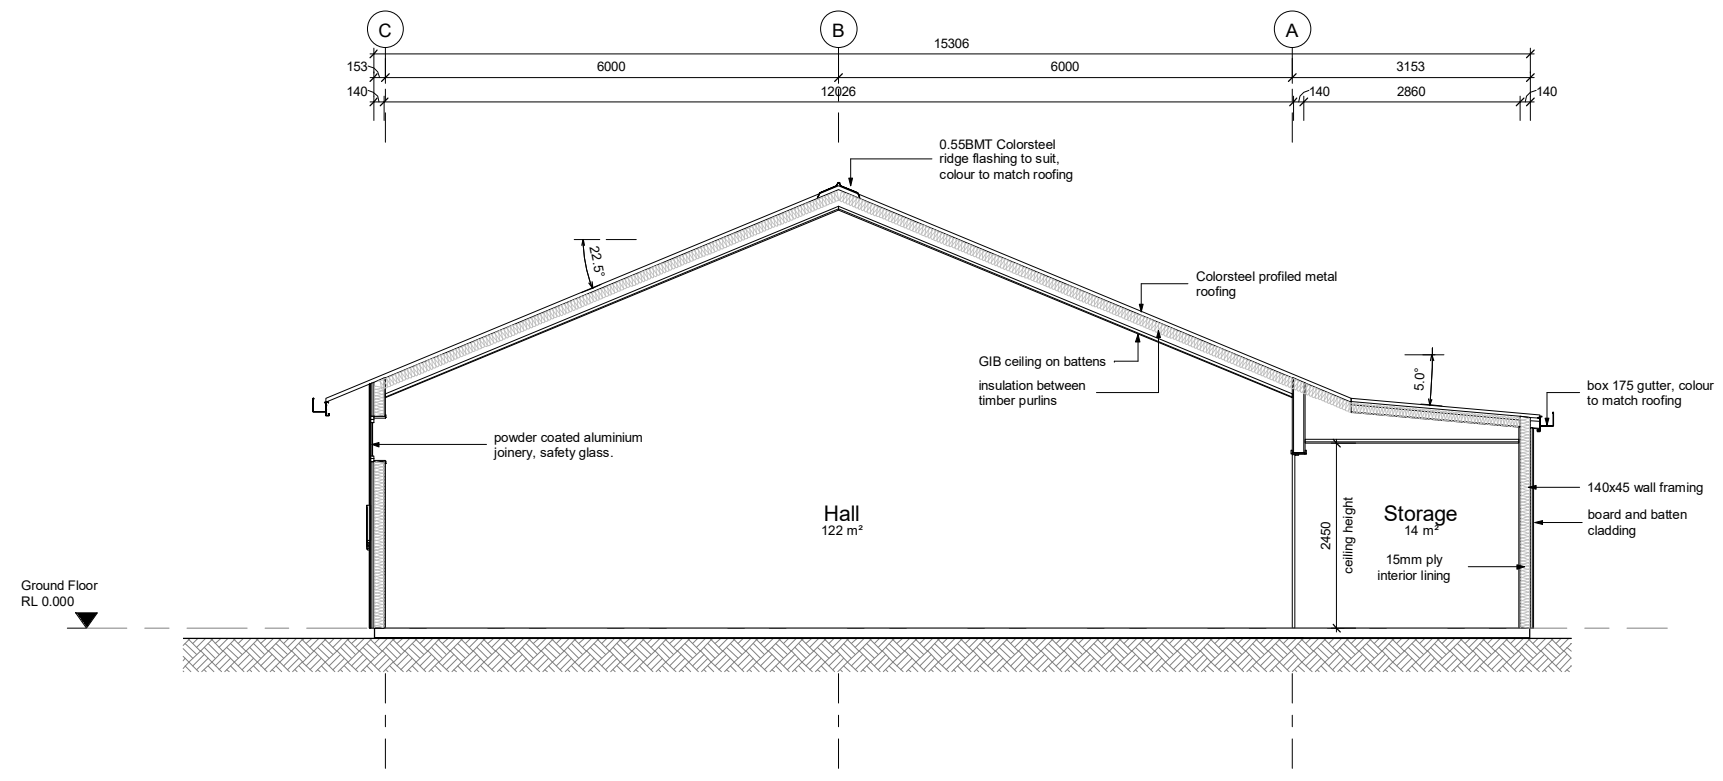 C
B
A
15306
153
6000
6000
3153
140
12026
140
2860
140
0.55BMT Colorsteel
ridge flashing to suit,
colour to match roofing
22.5°
Colorsteel profiled metal
roofing
GIB ceiling on battens
insulation between
timber purlins
5.0°
box 175 gutter, colour
to match roofing
powder coated aluminium
joinery, safety glass.
140x45 wall framing
board and batten
cladding
Hall
122 m²
2450
ceiling height
Storage
14 m²
15mm ply
interior lining
Ground Floor
RL 0.000